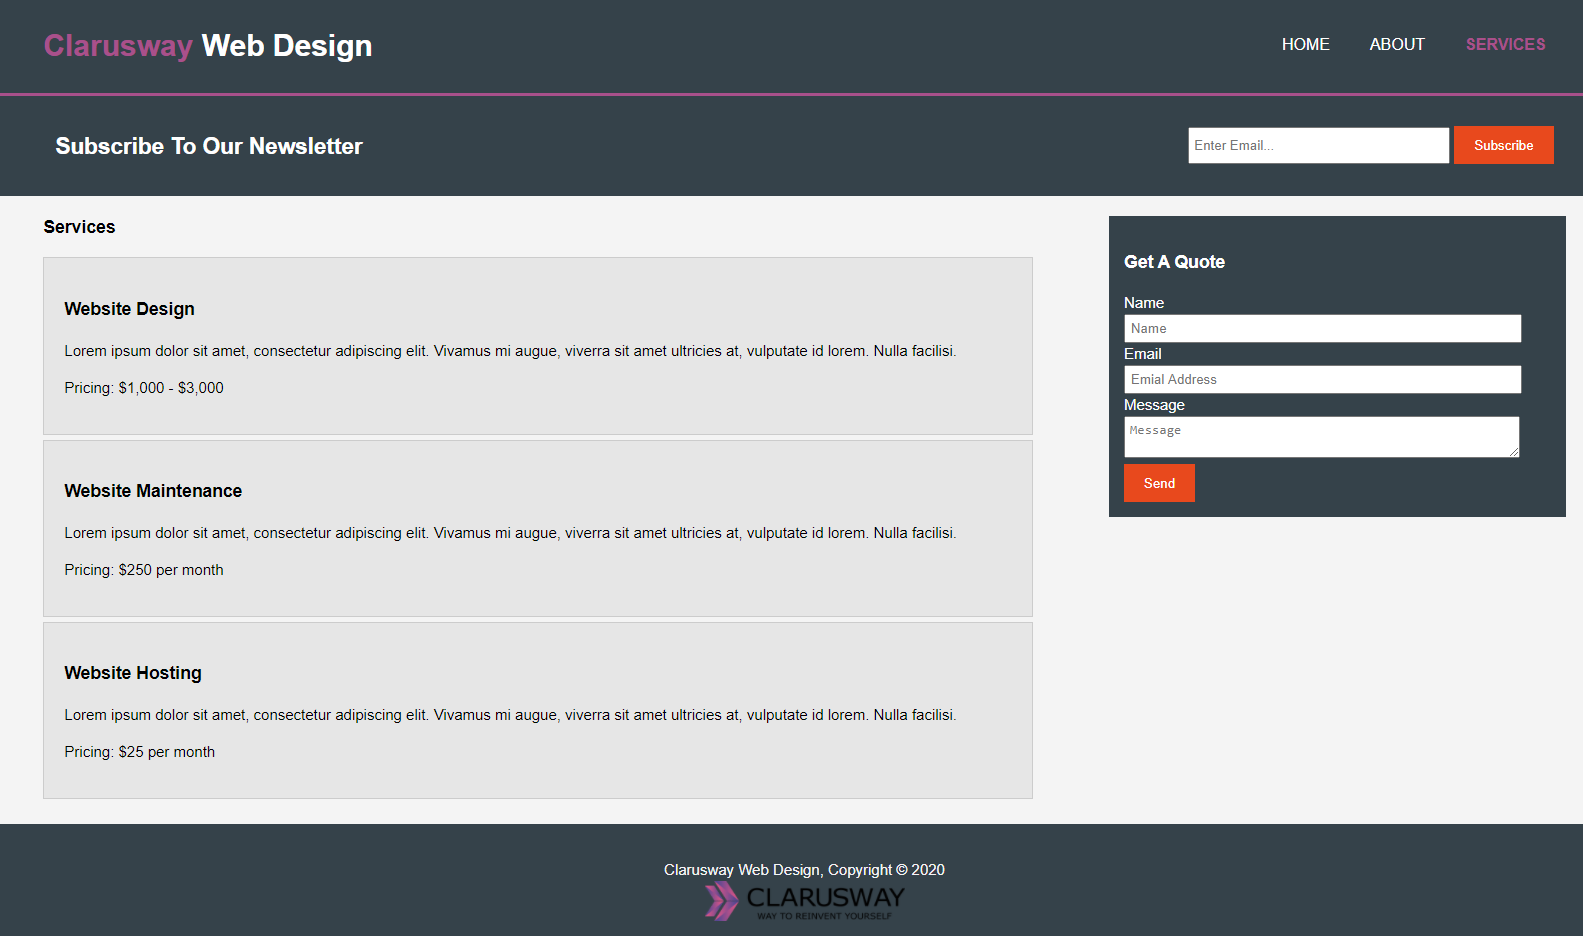 Clarusway Web Design
HOME ABOUT SERVICES
Subscribe To Our Newsletter
Enter Email...
Subscribe
Services
Website Design
Lorem ipsum dolor sit amet, consectetur adipiscing elit. Vivamus mi augue, viverra sit amet ultricies at, vulputate id lorem. Nulla facilisi.
Pricing: $1,000 - $3,000
Website Maintenance
Lorem ipsum dolor sit amet, consectetur adipiscing elit. Vivamus mi augue, viverra sit amet ultricies at, vulputate id lorem. Nulla facilisi.
Pricing: $250 per month
Website Hosting
Lorem ipsum dolor sit amet, consectetur adipiscing elit. Vivamus mi augue, viverra sit amet ultricies at, vulputate id lorem. Nulla facilisi.
Pricing: $25 per month
Get A Quote
Name
Name
Email
Emial Address
Message
Message
Send
Clarusway Web Design, Copyright © 2020
CLARUSWAY
WAY TO REINVENT YOURSELF